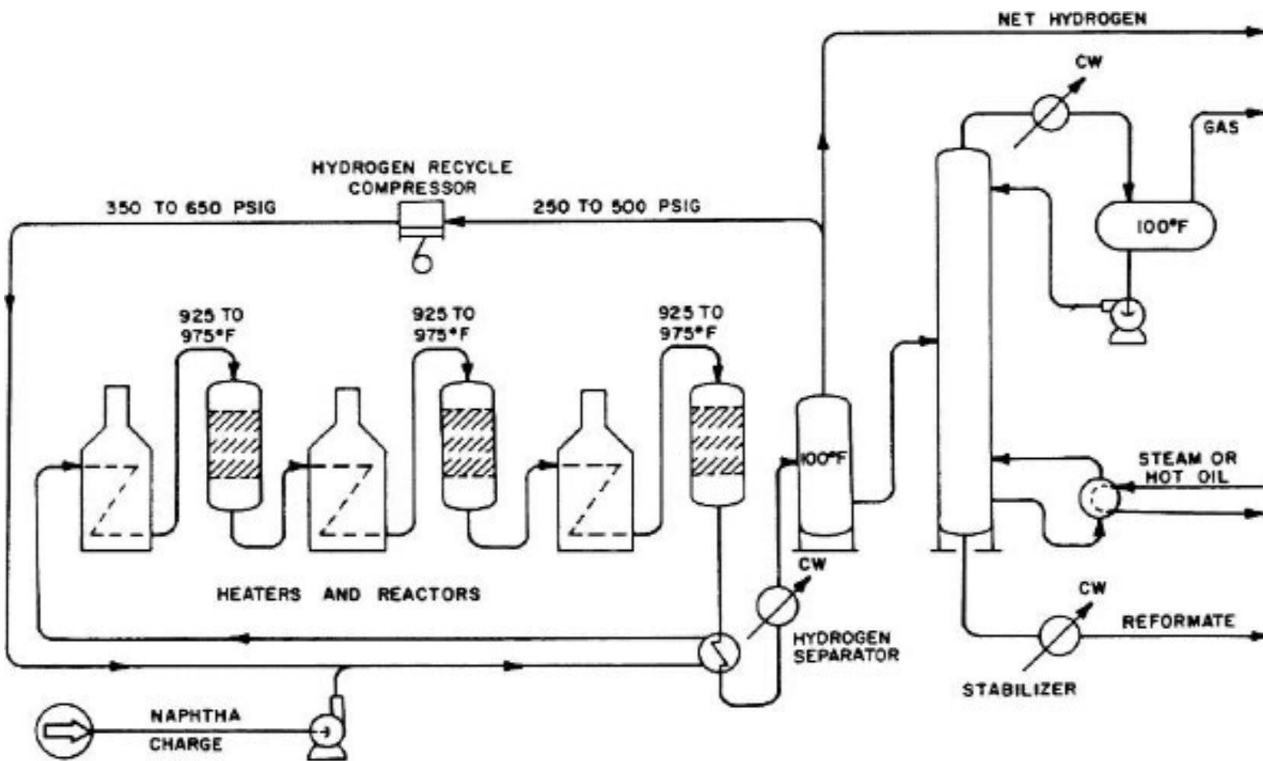 NET HYDROGEN
CW
GAS
HYDROGEN RECYCLE
COMPRESSOR
350 TO 650 PSIG
250 TO 500 PSIG
100°F
925 TO
975°F
925 TO
975°F
925 TO
975°F
100°F
STEAM OR
HOT OIL
HEATERS AND REACTORS
CW
HYDROGEN
SEPARATOR
CW
REFORMATE
STABILIZER
NAPHTHA
CHARGE